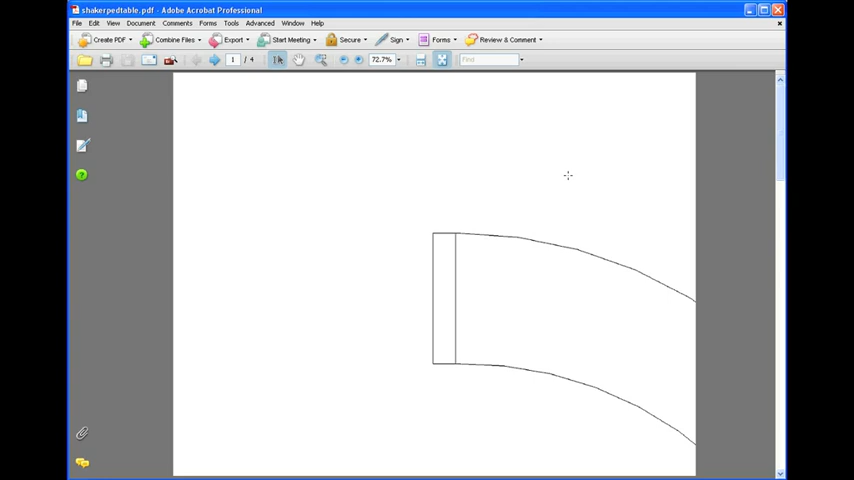 shakerpedtable.pdf - Adobe Acrobat Professional
File Edit View Document Comments Forms Tools Advanced Window Help
Create PDF Combine Files Export Start Meeting Secure Sign Forms Review & Comment
1 / 4 72.7% Find